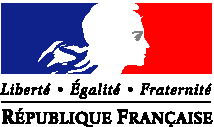 Liberté • Égalité • Fraternité
RÉPUBLIQUE FRANÇAISE